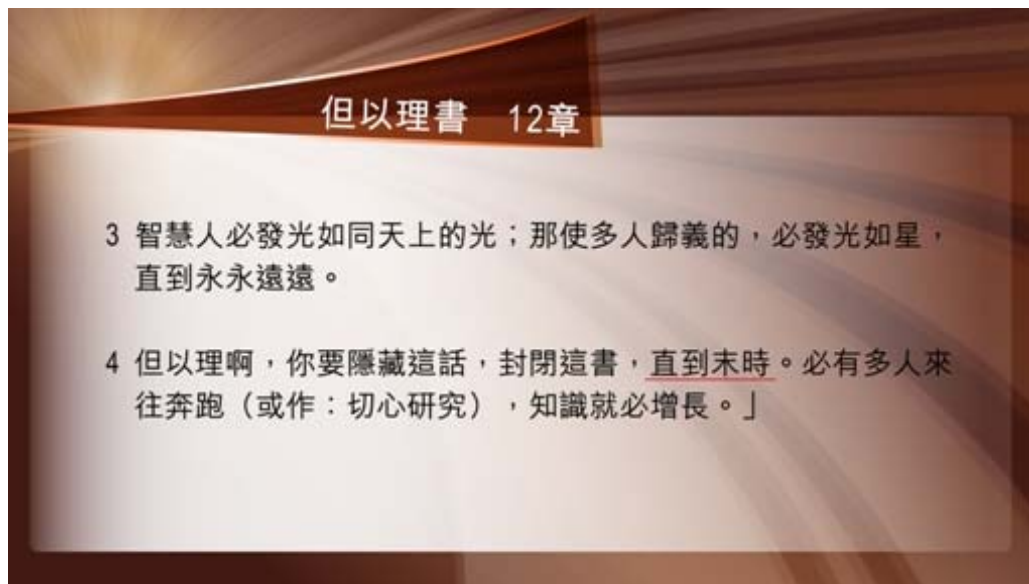 但以理書 12章
3 智慧人必發光如同天上的光；那使多人歸義的，必發光如星，
直到永永遠遠。
4 但以理啊，你要隱藏這話，封閉這書，直到末時。必有多人來
往奔跑（或作：切心研究），知識就必增長。」